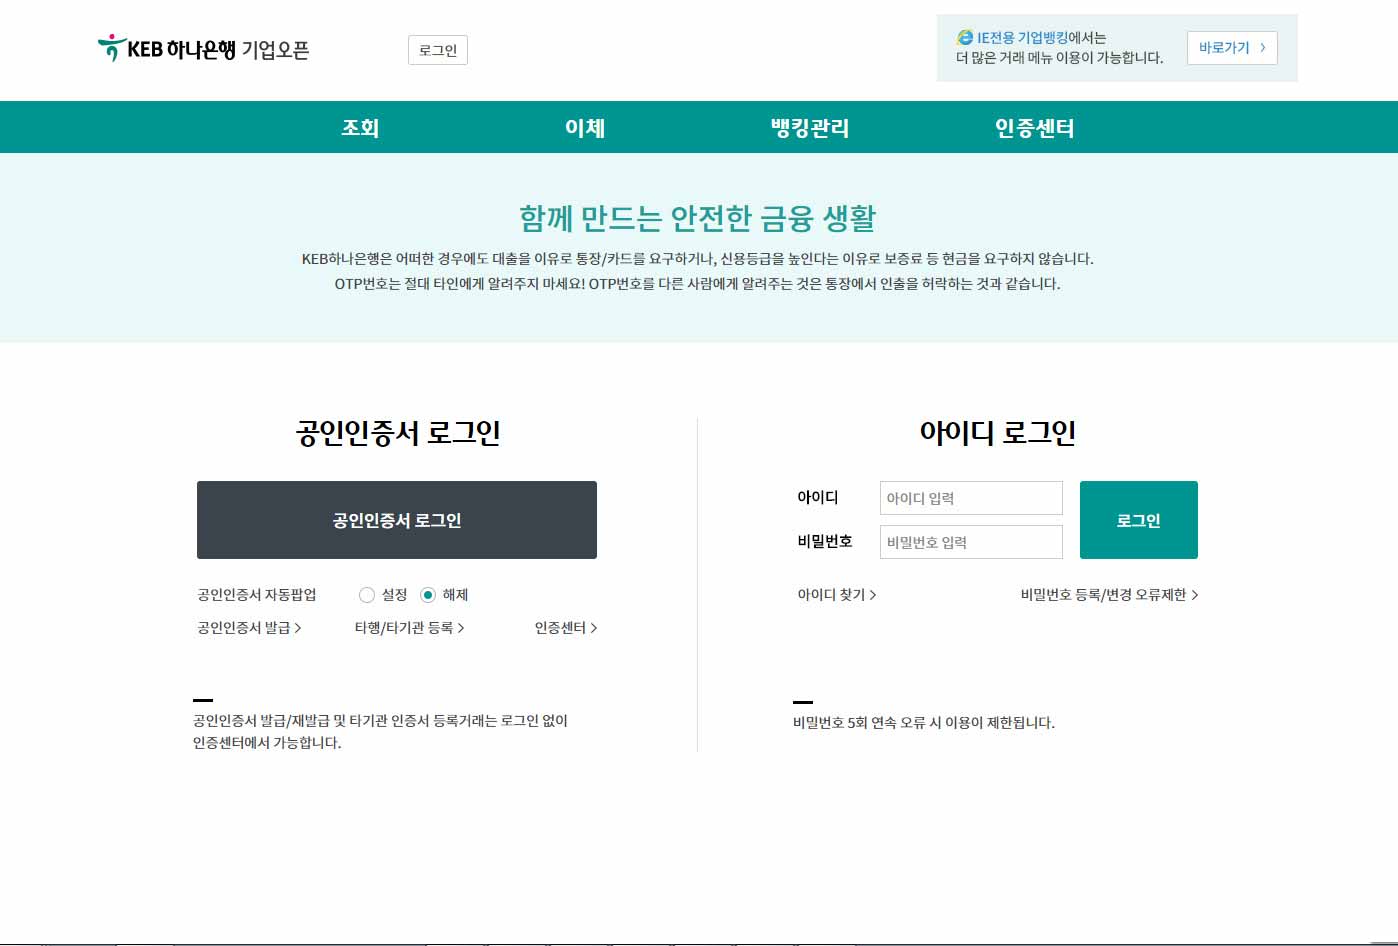 KEB 하나은행 기업오픈
로그인
IE전용 기업뱅킹에서는
더 많은 거래 메뉴 이용이 가능합니다.
바로가기 >
조회 이체 뱅킹관리 인증센터
함께 만드는 안전한 금융 생활
KEB하나은행은 어떠한 경우에도 대출을 이유로 통장/카드를 요구하거나, 신용등급을 높인다는 이유로 보증료 등 현금을 요구하지 않습니다.
OTP번호는 절대 타인에게 알려주지 마세요! OTP번호를 다른 사람에게 알려주는 것은 통장에서 인출을 허락하는 것과 같습니다.
공인인증서 로그인
공인인증서 로그인
공인인증서 자동팝업 설정 해제
공인인증서 발급 > 타행/타기관 등록 > 인증센터 >
공인인증서 발급/재발급 및 타기관 인증서 등록거래는 로그인 없이
인증센터에서 가능합니다.
아이디 로그인
아이디 아이디 입력
비밀번호 비밀번호 입력
로그인
아이디 찾기 > 비밀번호 등록/변경 오류제한 >
비밀번호 5회 연속 오류 시 이용이 제한됩니다.